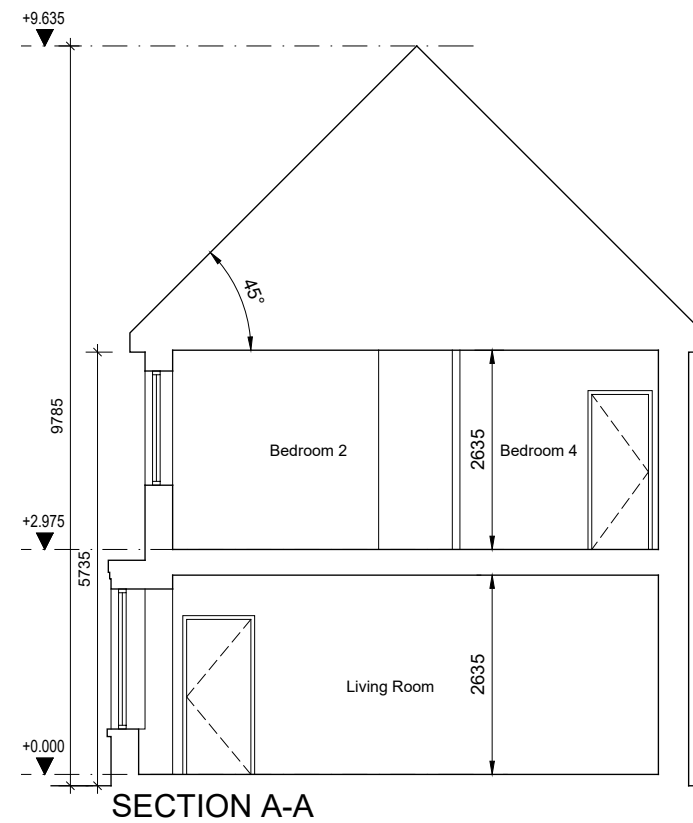 +9.635
45°
9785
Bedroom 2
2635
Bedroom 4
+2.975
5735
Living Room
2635
+0.000
SECTION A-A